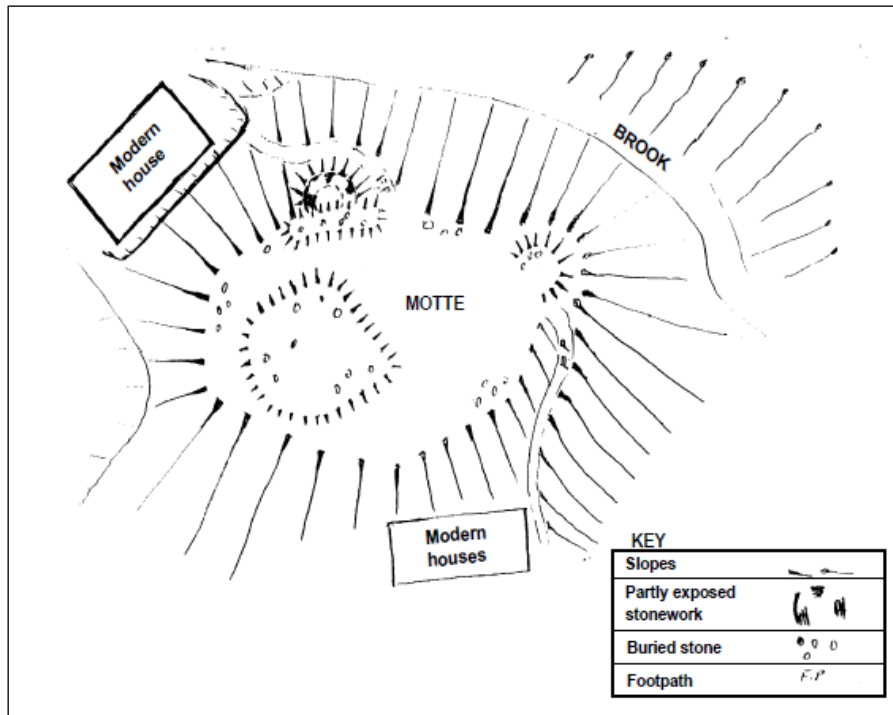 Modern
house
BROOK
MOTTE
Modern
houses
KEY
Slopes
Partly exposed
stonework
Buried stone
Footpath
F.P